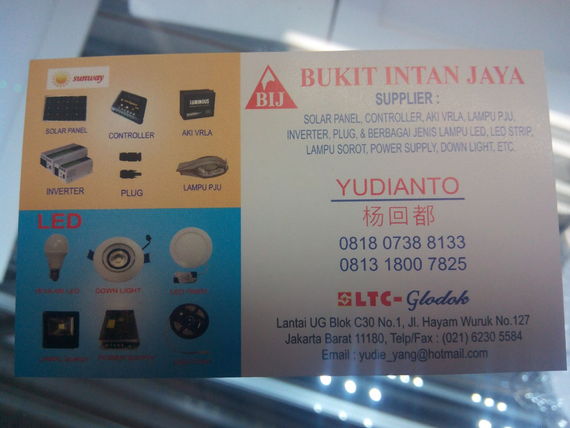 sunway
SOLAR PANEL
CONTROLLER
LUMINOUS
AKI VRLA
INVERTER
PLUG
LAMPU PJU
LED
DOWN LIGHT
BIJ
BUKIT INTAN JAYA
SUPPLIER :
SOLAR PANEL, CONTROLLER, AKI VRLA, LAMPU PJU,
INVERTER, PLUG, & BERBAGAI JENIS LAMPU LED, LED STRIP,
LAMPU SOROT, POWER SUPPLY, DOWN LIGHT, ETC.
YUDIANTO
杨回都
0818 0738 8133
0813 1800 7825
LTC-Glodok
Lantai UG Blok C30 No.1, Jl. Hayam Wuruk No.127
Jakarta Barat 11180, Telp/Fax : (021) 6230 5584
Email : yudie_yang@hotmail.com